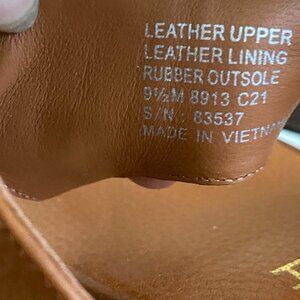 LEATHER UPPER
LEATHER LINING
RUBBER OUTSOLE
9½M 8913 C21
S/N : 83537
MADE IN VIETNAM